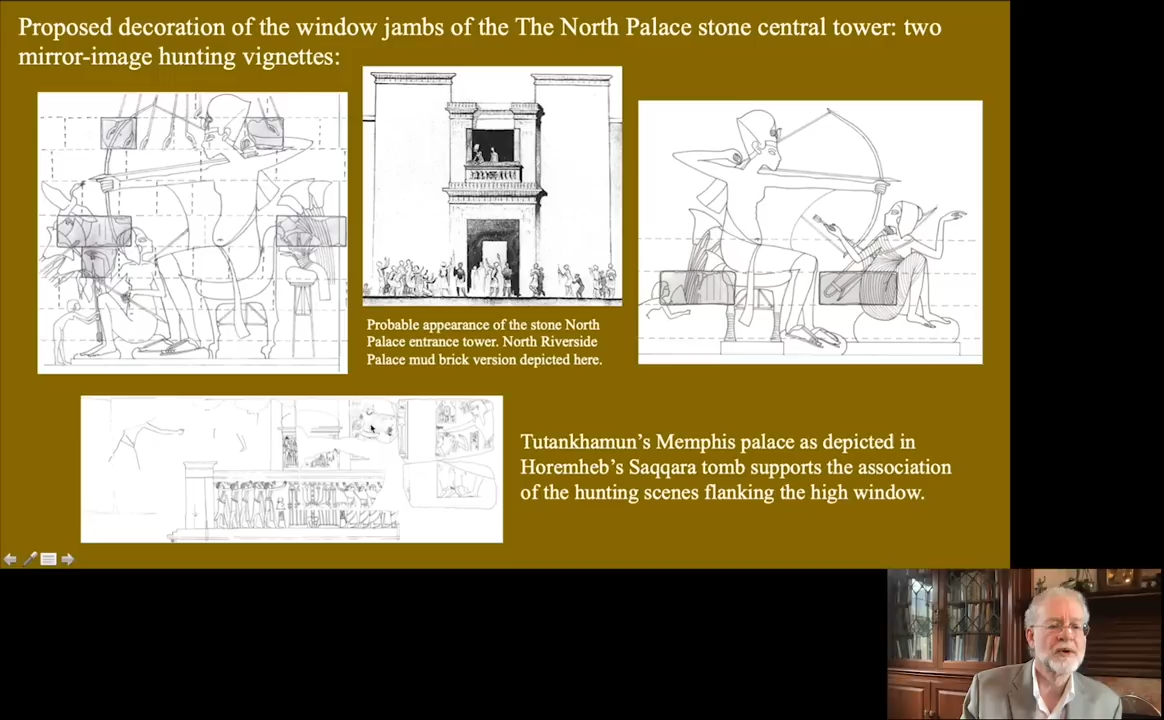 Proposed decoration of the window jambs of the The North Palace stone central tower: two
mirror-image hunting vignettes:
Probable appearance of the stone North
Palace entrance tower. North Riverside
Palace mud brick version depicted here.
Tutankhamun’s Memphis palace as depicted in
Horemheb’s Saqqara tomb supports the association
of the hunting scenes flanking the high window.